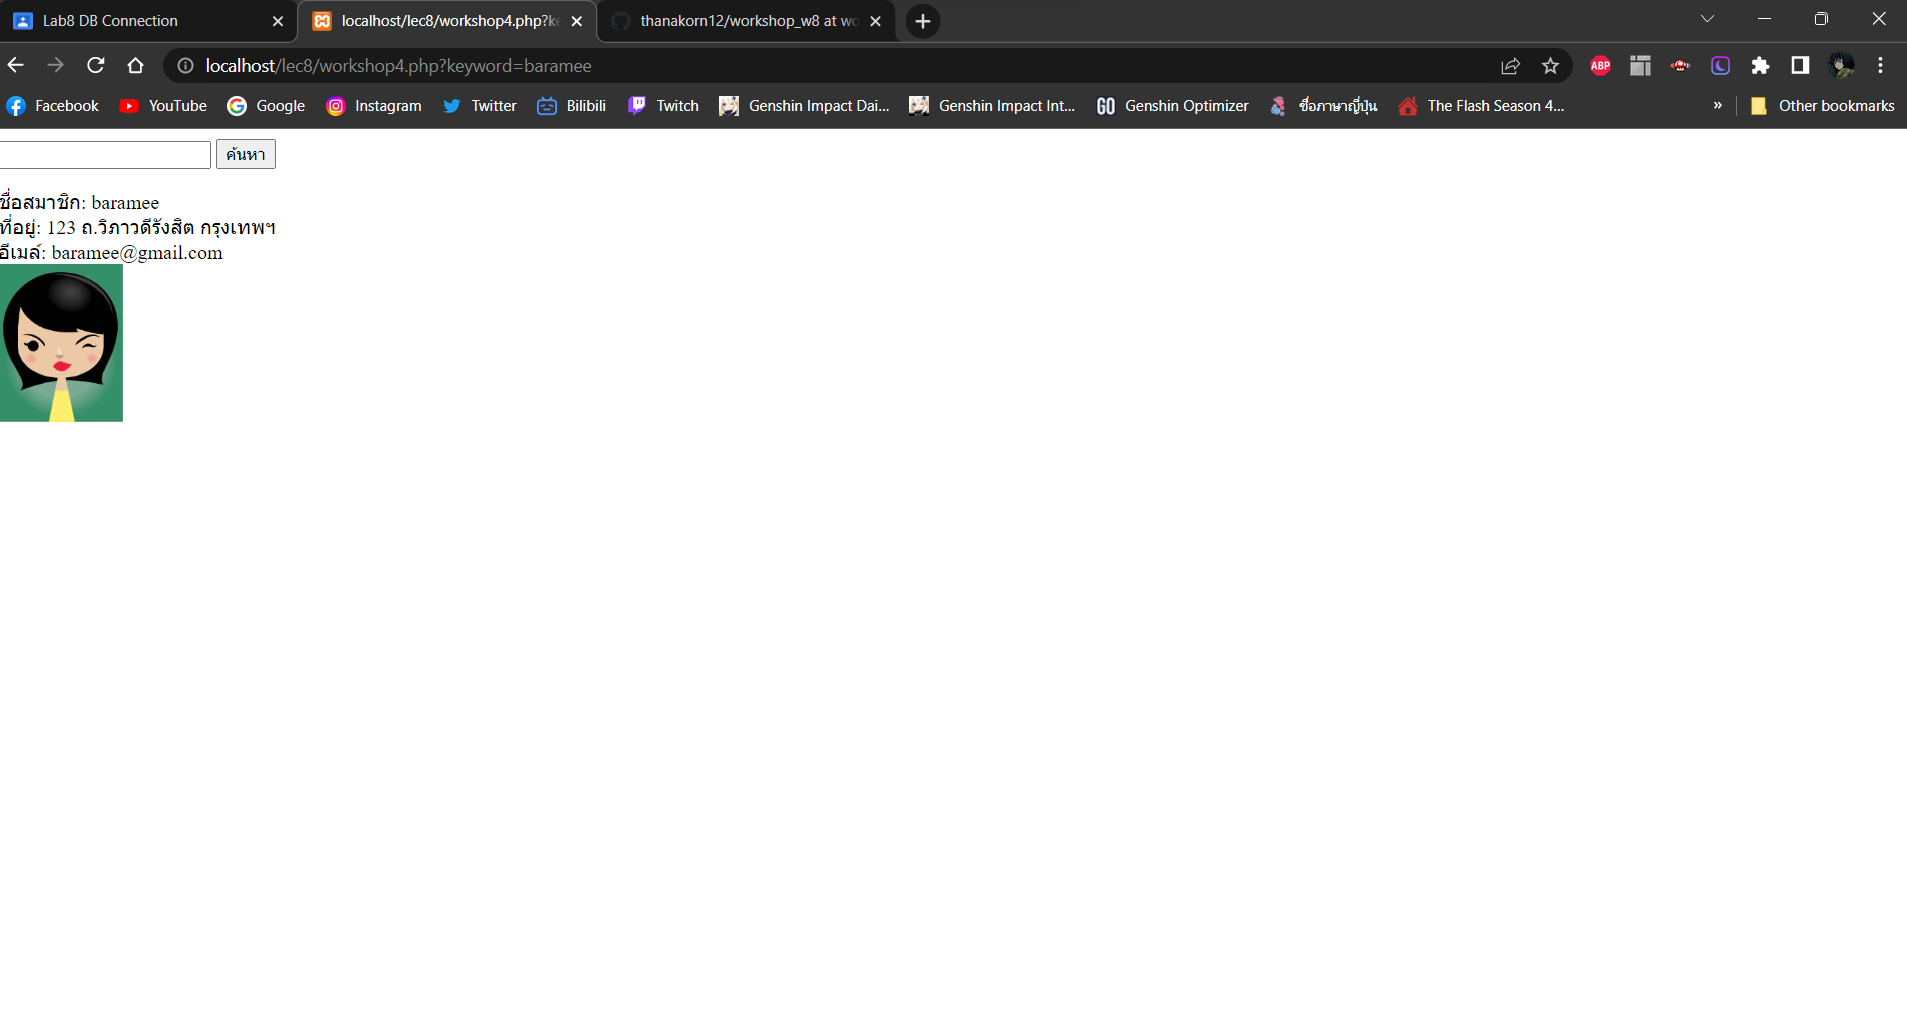 Lab8 DB Connection
localhost/lec8/workshop4.php?ke
thanakorn12/workshop_w8 at wo
localhost/lec8/workshop4.php?keyword=baramee
ABP
Facebook YouTube Google Instagram Twitter Bilibili Twitch Genshin Impact Dai... Genshin Impact Int... GO Genshin Optimizer ชื่อภาษาญี่ปุ่น The Flash Season 4... » Other bookmarks
ค้นหา
ชื่อสมาชิก: baramee
ที่อยู่: 123 ถ.วิภาวดีรังสิต กรุงเทพฯ
อีเมล์: baramee@gmail.com